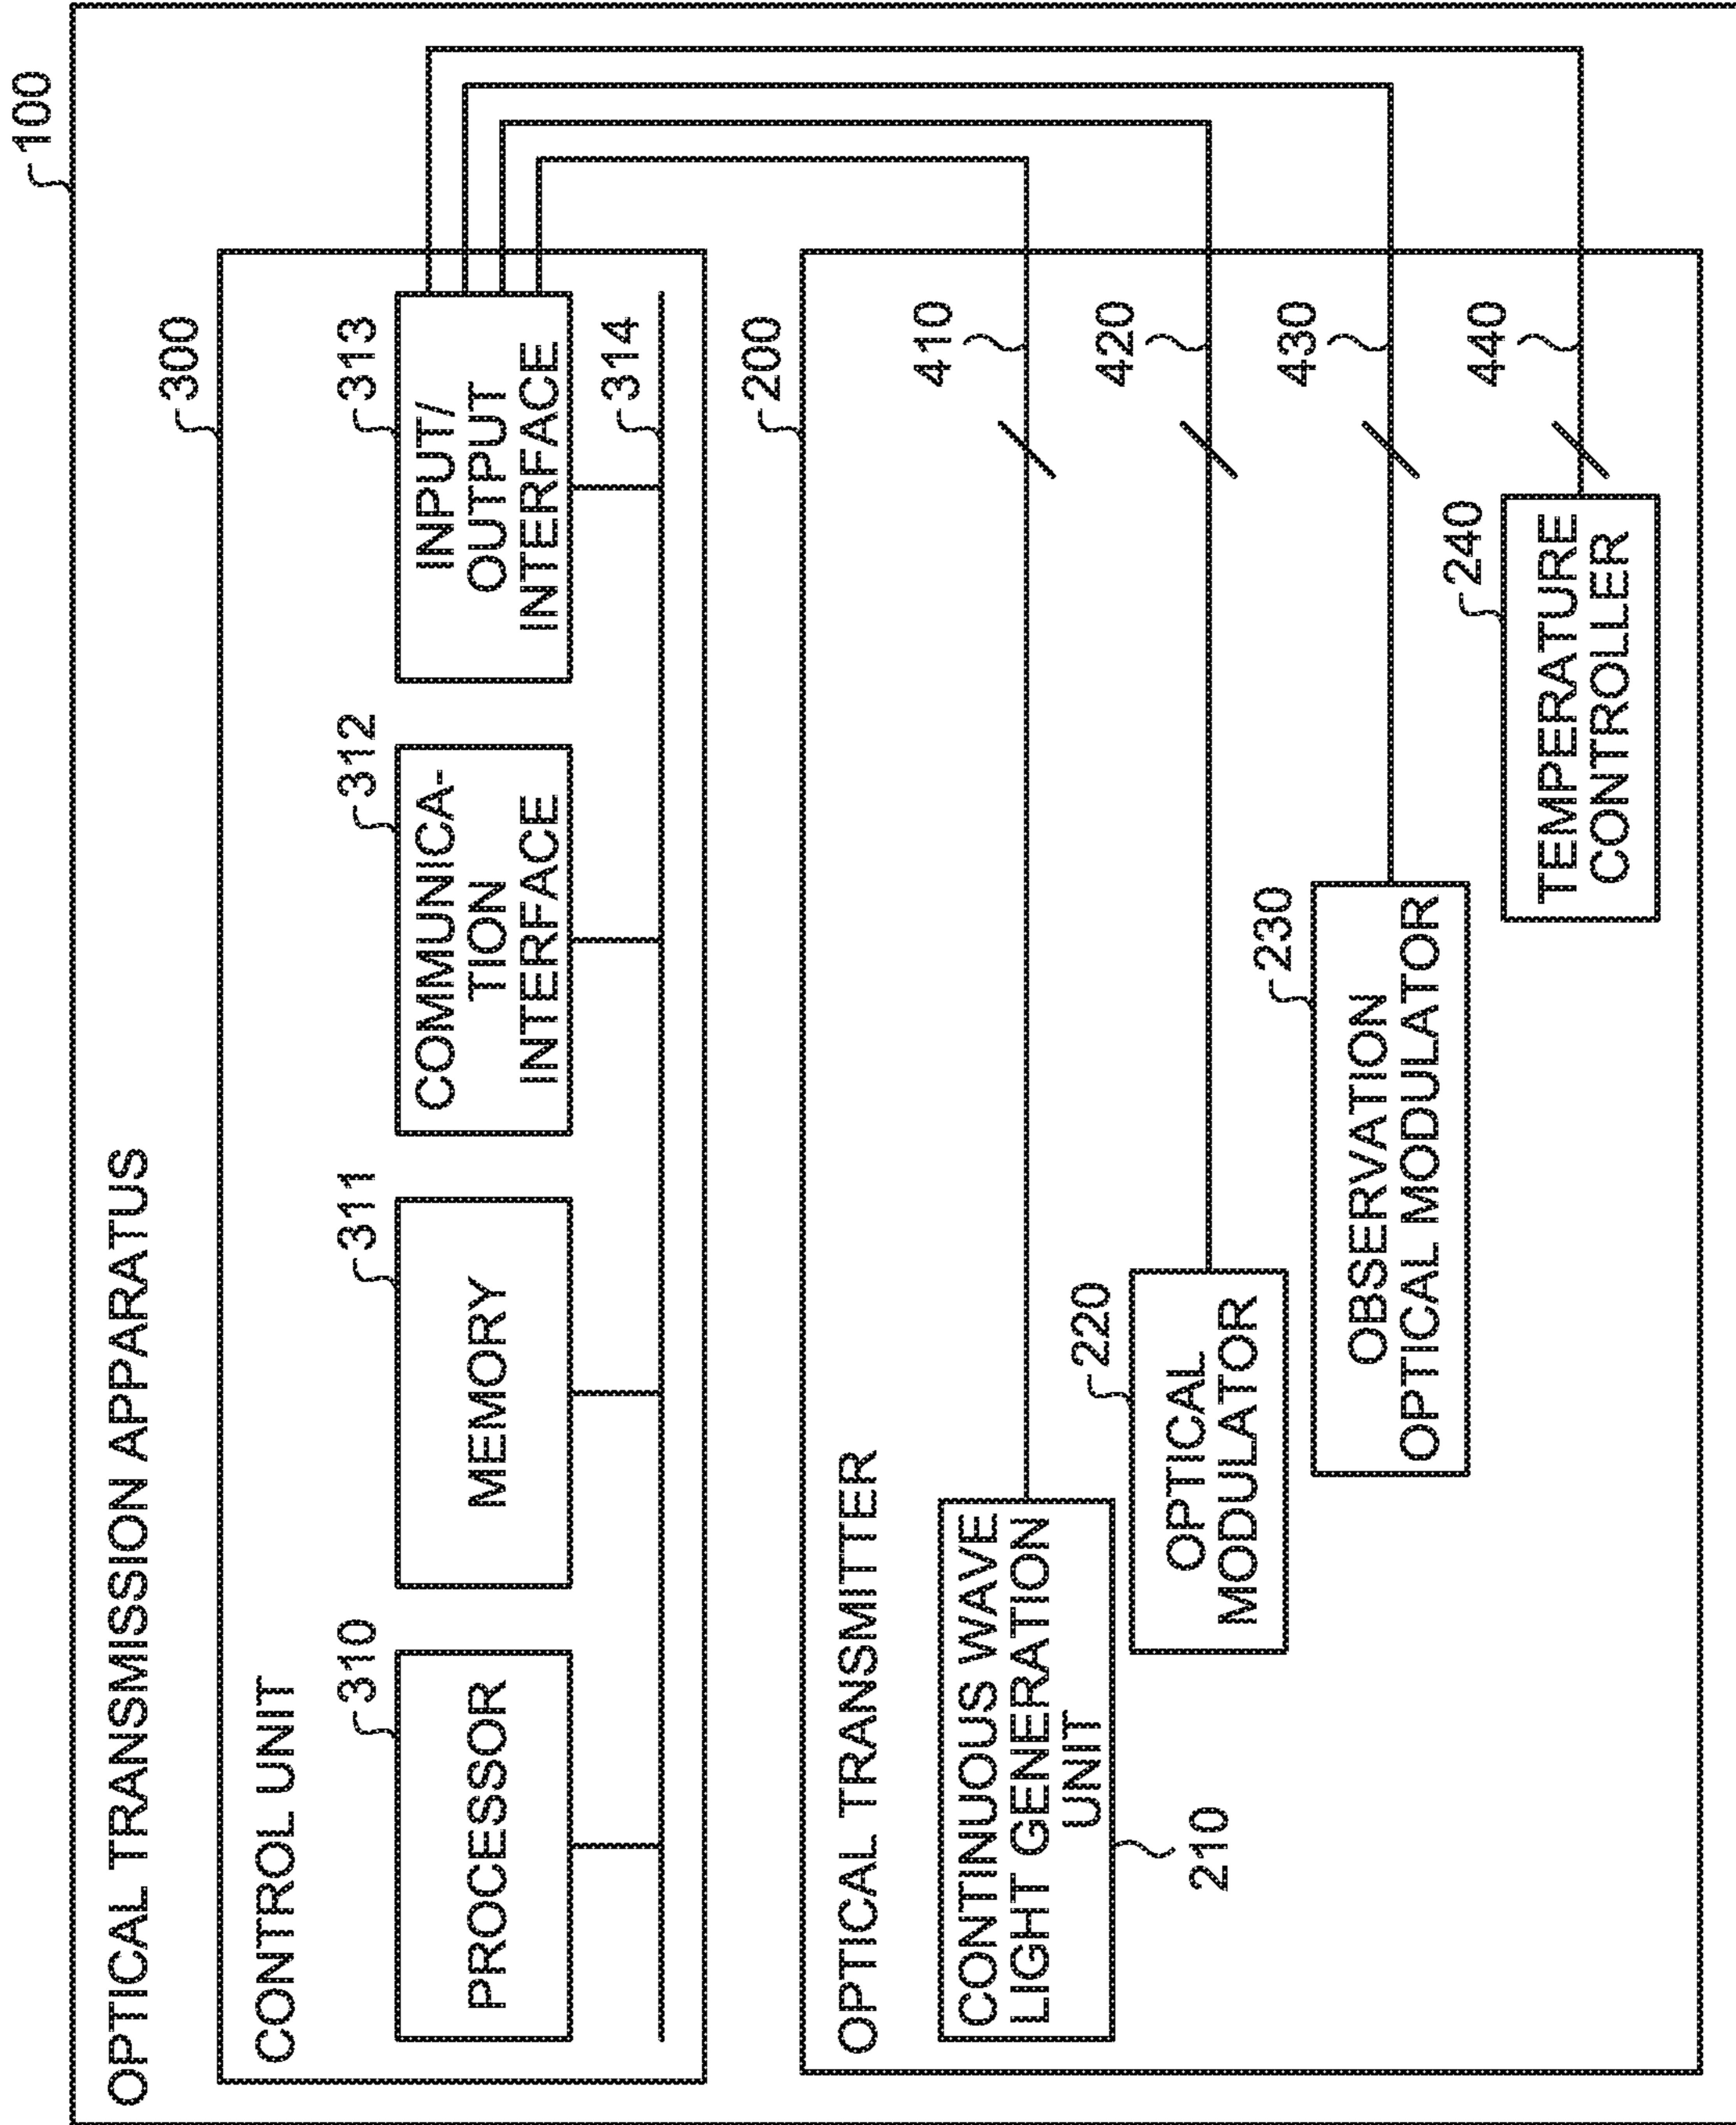 100
OPTICAL TRANSMISSION APPARATUS
300
CONTROL UNIT
310
PROCESSOR
311
MEMORY
312
COMMUNICA-
TION
INTERFACE
313
INPUT/
OUTPUT
INTERFACE
314
200
OPTICAL TRANSMITTER
CONTINUOUS WAVE
LIGHT GENERATION
UNIT
210
410
220
OPTICAL
MODULATOR
420
230
OBSERVATION
OPTICAL MODULATOR
430
240
TEMPERATURE
CONTROLLER
440